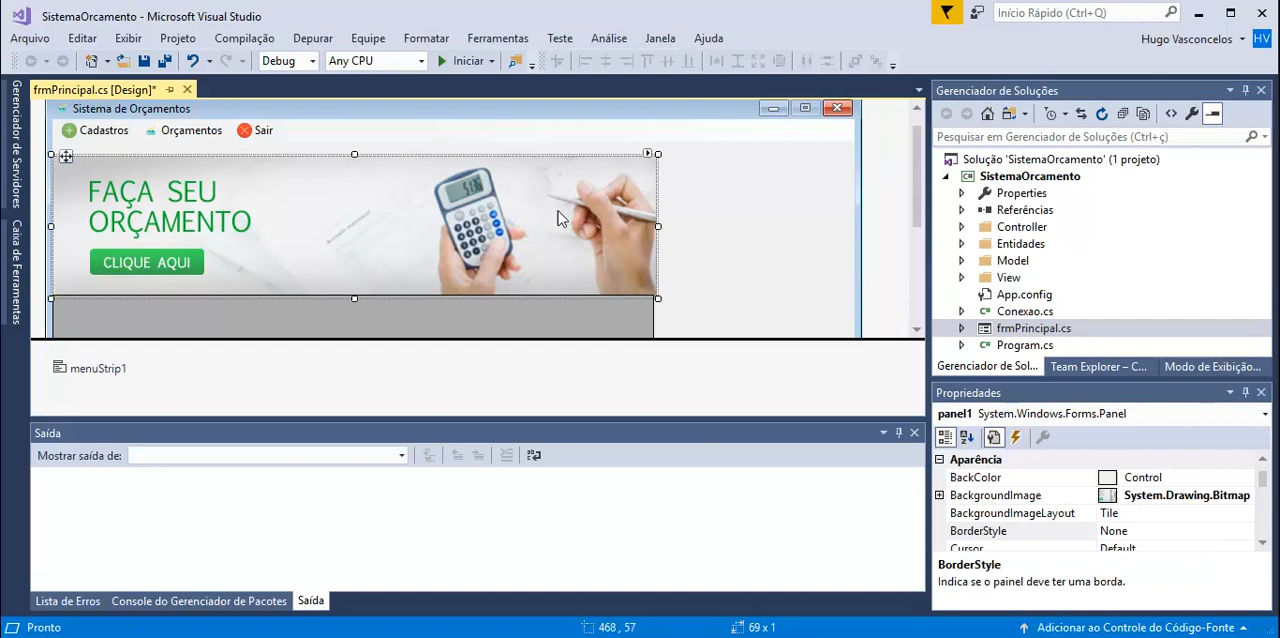 SistemaOrcamento - Microsoft Visual Studio
Início Rápido (Ctrl+Q)
Arquivo Editar Exibir Projeto Compilação Depurar Equipe Formatar Ferramentas Teste Análise Janela Ajuda
Hugo Vasconcelos HV
Debug Any CPU Iniciar
Gerenciador de Servidores
Caixa de Ferramentas
frmPrincipal.cs [Design]*
Sistema de Orçamentos
Cadastros Orçamentos Sair
FAÇA SEU
ORÇAMENTO
CLIQUE AQUI
menuStrip1
Saída
Mostrar saída de:
Lista de Erros Console do Gerenciador de Pacotes Saída
Gerenciador de Soluções
Pesquisar em Gerenciador de Soluções (Ctrl+ç)
Solução 'SistemaOrcamento' (1 projeto)
SistemaOrcamento
Properties
Referências
Controller
Entidades
Model
View
App.config
Conexao.cs
frmPrincipal.cs
Program.cs
Gerenciador de Sol... Team Explorer – C... Modo de Exibição...
Propriedades
panel1 System.Windows.Forms.Panel
Aparência
BackColor Control
BackgroundImage System.Drawing.Bitmap
BackgroundImageLayout Tile
BorderStyle None
Cursor Default
BorderStyle
Indica se o painel deve ter uma borda.
Pronto 468 , 57 69 x 1 Adicionar ao Controle do Código-Fonte